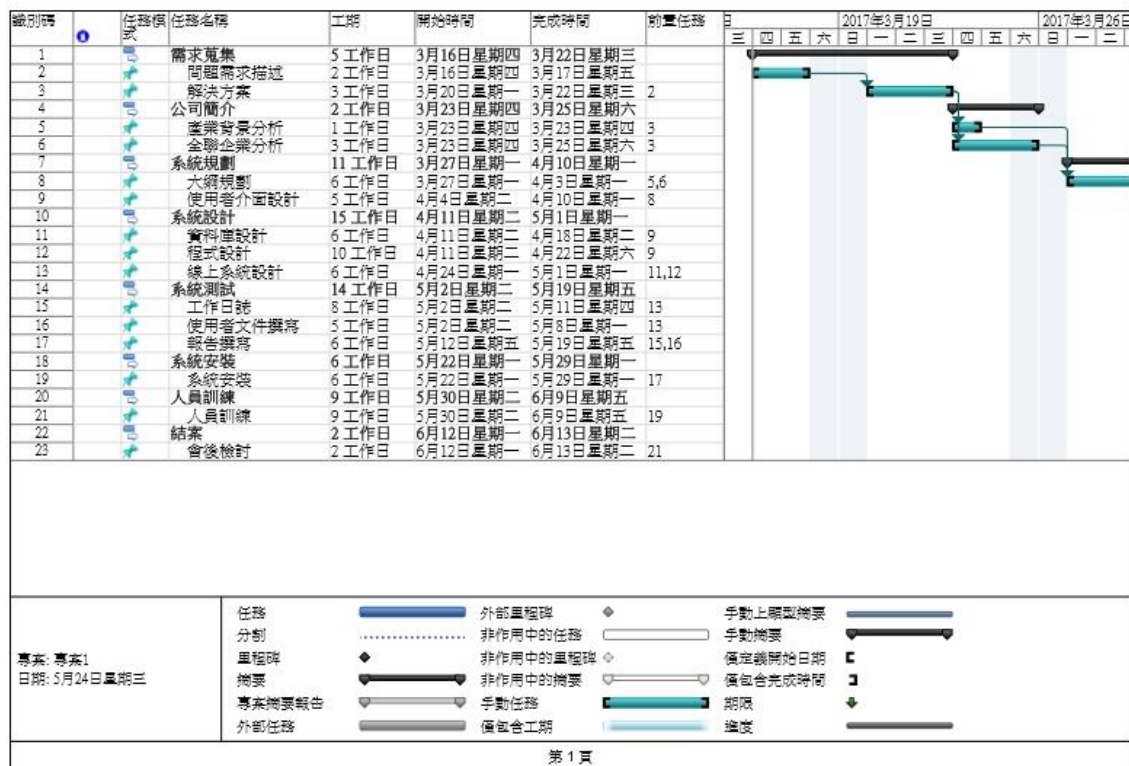 識別碼 任務模式 任務名稱 工期 開始時間 完成時間 前置任務 日 2017年3月19日 2017年3月26日
三 四 五 六 日 一 二 三 四 五 六 日 一 二
1 需求蒐集 5 工作日 3月16日星期四 3月22日星期三
2 問題需求描述 2 工作日 3月16日星期四 3月17日星期五
3 解決方案 3 工作日 3月20日星期一 3月22日星期三 2
4 公司簡介 2 工作日 3月23日星期四 3月25日星期六
5 產業背景分析 1 工作日 3月23日星期四 3月23日星期四 3
6 全聯企業分析 3 工作日 3月23日星期四 3月25日星期六 3
7 系統規劃 11 工作日 3月27日星期一 4月10日星期一
8 大綱規劃 6 工作日 3月27日星期一 4月3日星期一 5,6
9 使用者介面設計 5 工作日 4月4日星期二 4月10日星期一 8
10 系統設計 15 工作日 4月11日星期二 5月1日星期一
11 資料庫設計 6 工作日 4月11日星期二 4月18日星期二 9
12 程式設計 10 工作日 4月11日星期二 4月22日星期六 9
13 線上系統設計 6 工作日 4月24日星期一 5月1日星期一 11,12
14 系統測試 14 工作日 5月2日星期二 5月19日星期五
15 工作日誌 8 工作日 5月2日星期二 5月11日星期四 13
16 使用者文件撰寫 5 工作日 5月2日星期二 5月8日星期一 13
17 報告撰寫 6 工作日 5月12日星期五 5月19日星期五 15,16
18 系統安裝 6 工作日 5月22日星期一 5月29日星期一
19 系統安裝 6 工作日 5月22日星期一 5月29日星期一 17
20 人員訓練 9 工作日 5月30日星期二 6月9日星期五
21 人員訓練 9 工作日 5月30日星期二 6月9日星期五 19
22 結案 2 工作日 6月12日星期一 6月13日星期二
23 會後檢討 2 工作日 6月12日星期一 6月13日星期二 21
專案: 專案1
日期: 5月24日星期三
任務 外部里程碑 手動上顯型摘要
分割 非作用中的任務 手動摘要
里程碑 非作用中的里程碑 僅定義開始日期
摘要 非作用中的摘要 僅包含完成時間
專案摘要報告 手動任務 期限
外部任務 僅包含工期 進度
第 1 頁